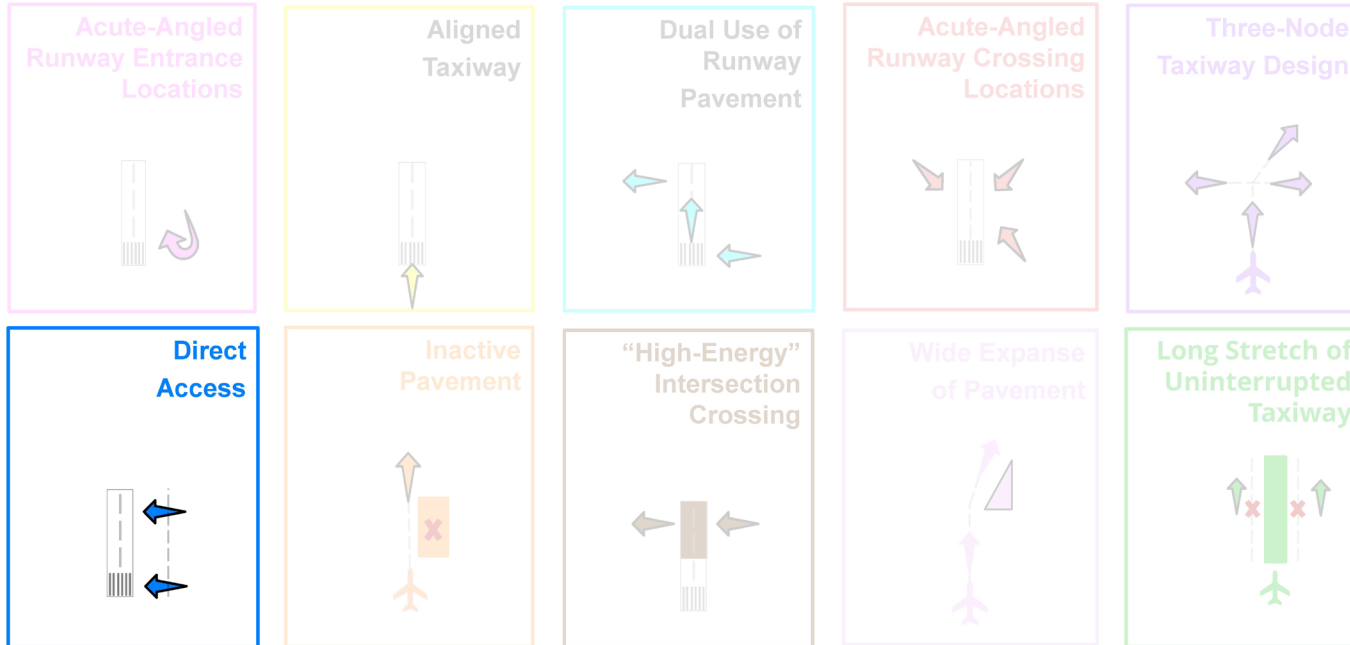 Acute-Angled
Runway Entrance
Locations
Aligned
Taxiway
Dual Use of
Runway
Pavement
Acute-Angled
Runway Crossing
Locations
Three-Node
Taxiway Design
Direct
Access
Inactive
Pavement
“High-Energy”
Intersection
Crossing
Wide Expanse
of Pavement
Long Stretch of
Uninterrupted
Taxiway